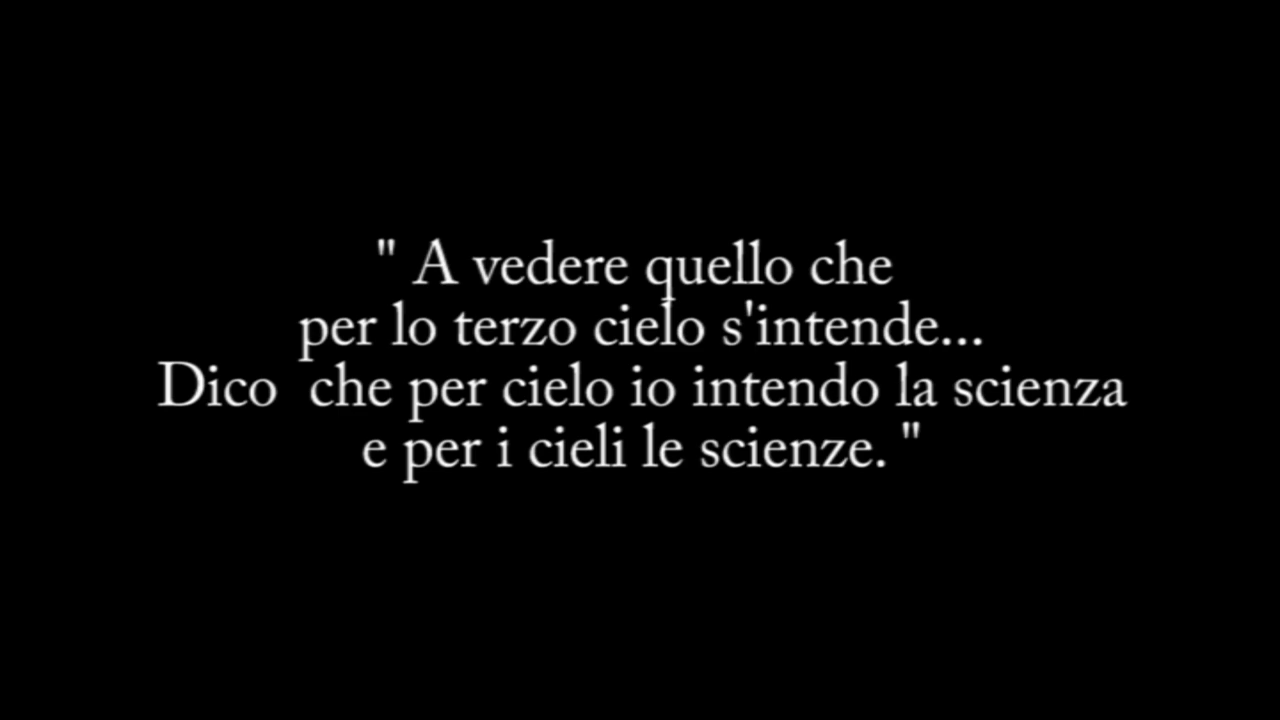 " A vedere quello che
per lo terzo cielo s'intende...
Dico  che per cielo io intendo la scienza
e per i cieli le scienze. "